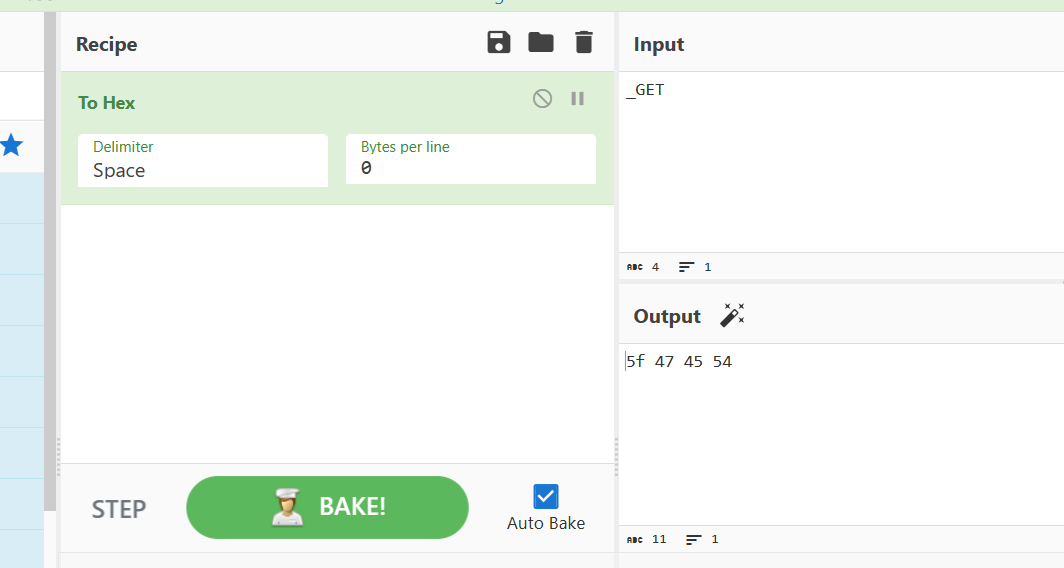 Recipe
To Hex
Delimiter
Space
Bytes per line
0
STEP
BAKE!
Auto Bake
Input
_GET
ABC 4 1
Output
5f 47 45 54
ABC 11 1